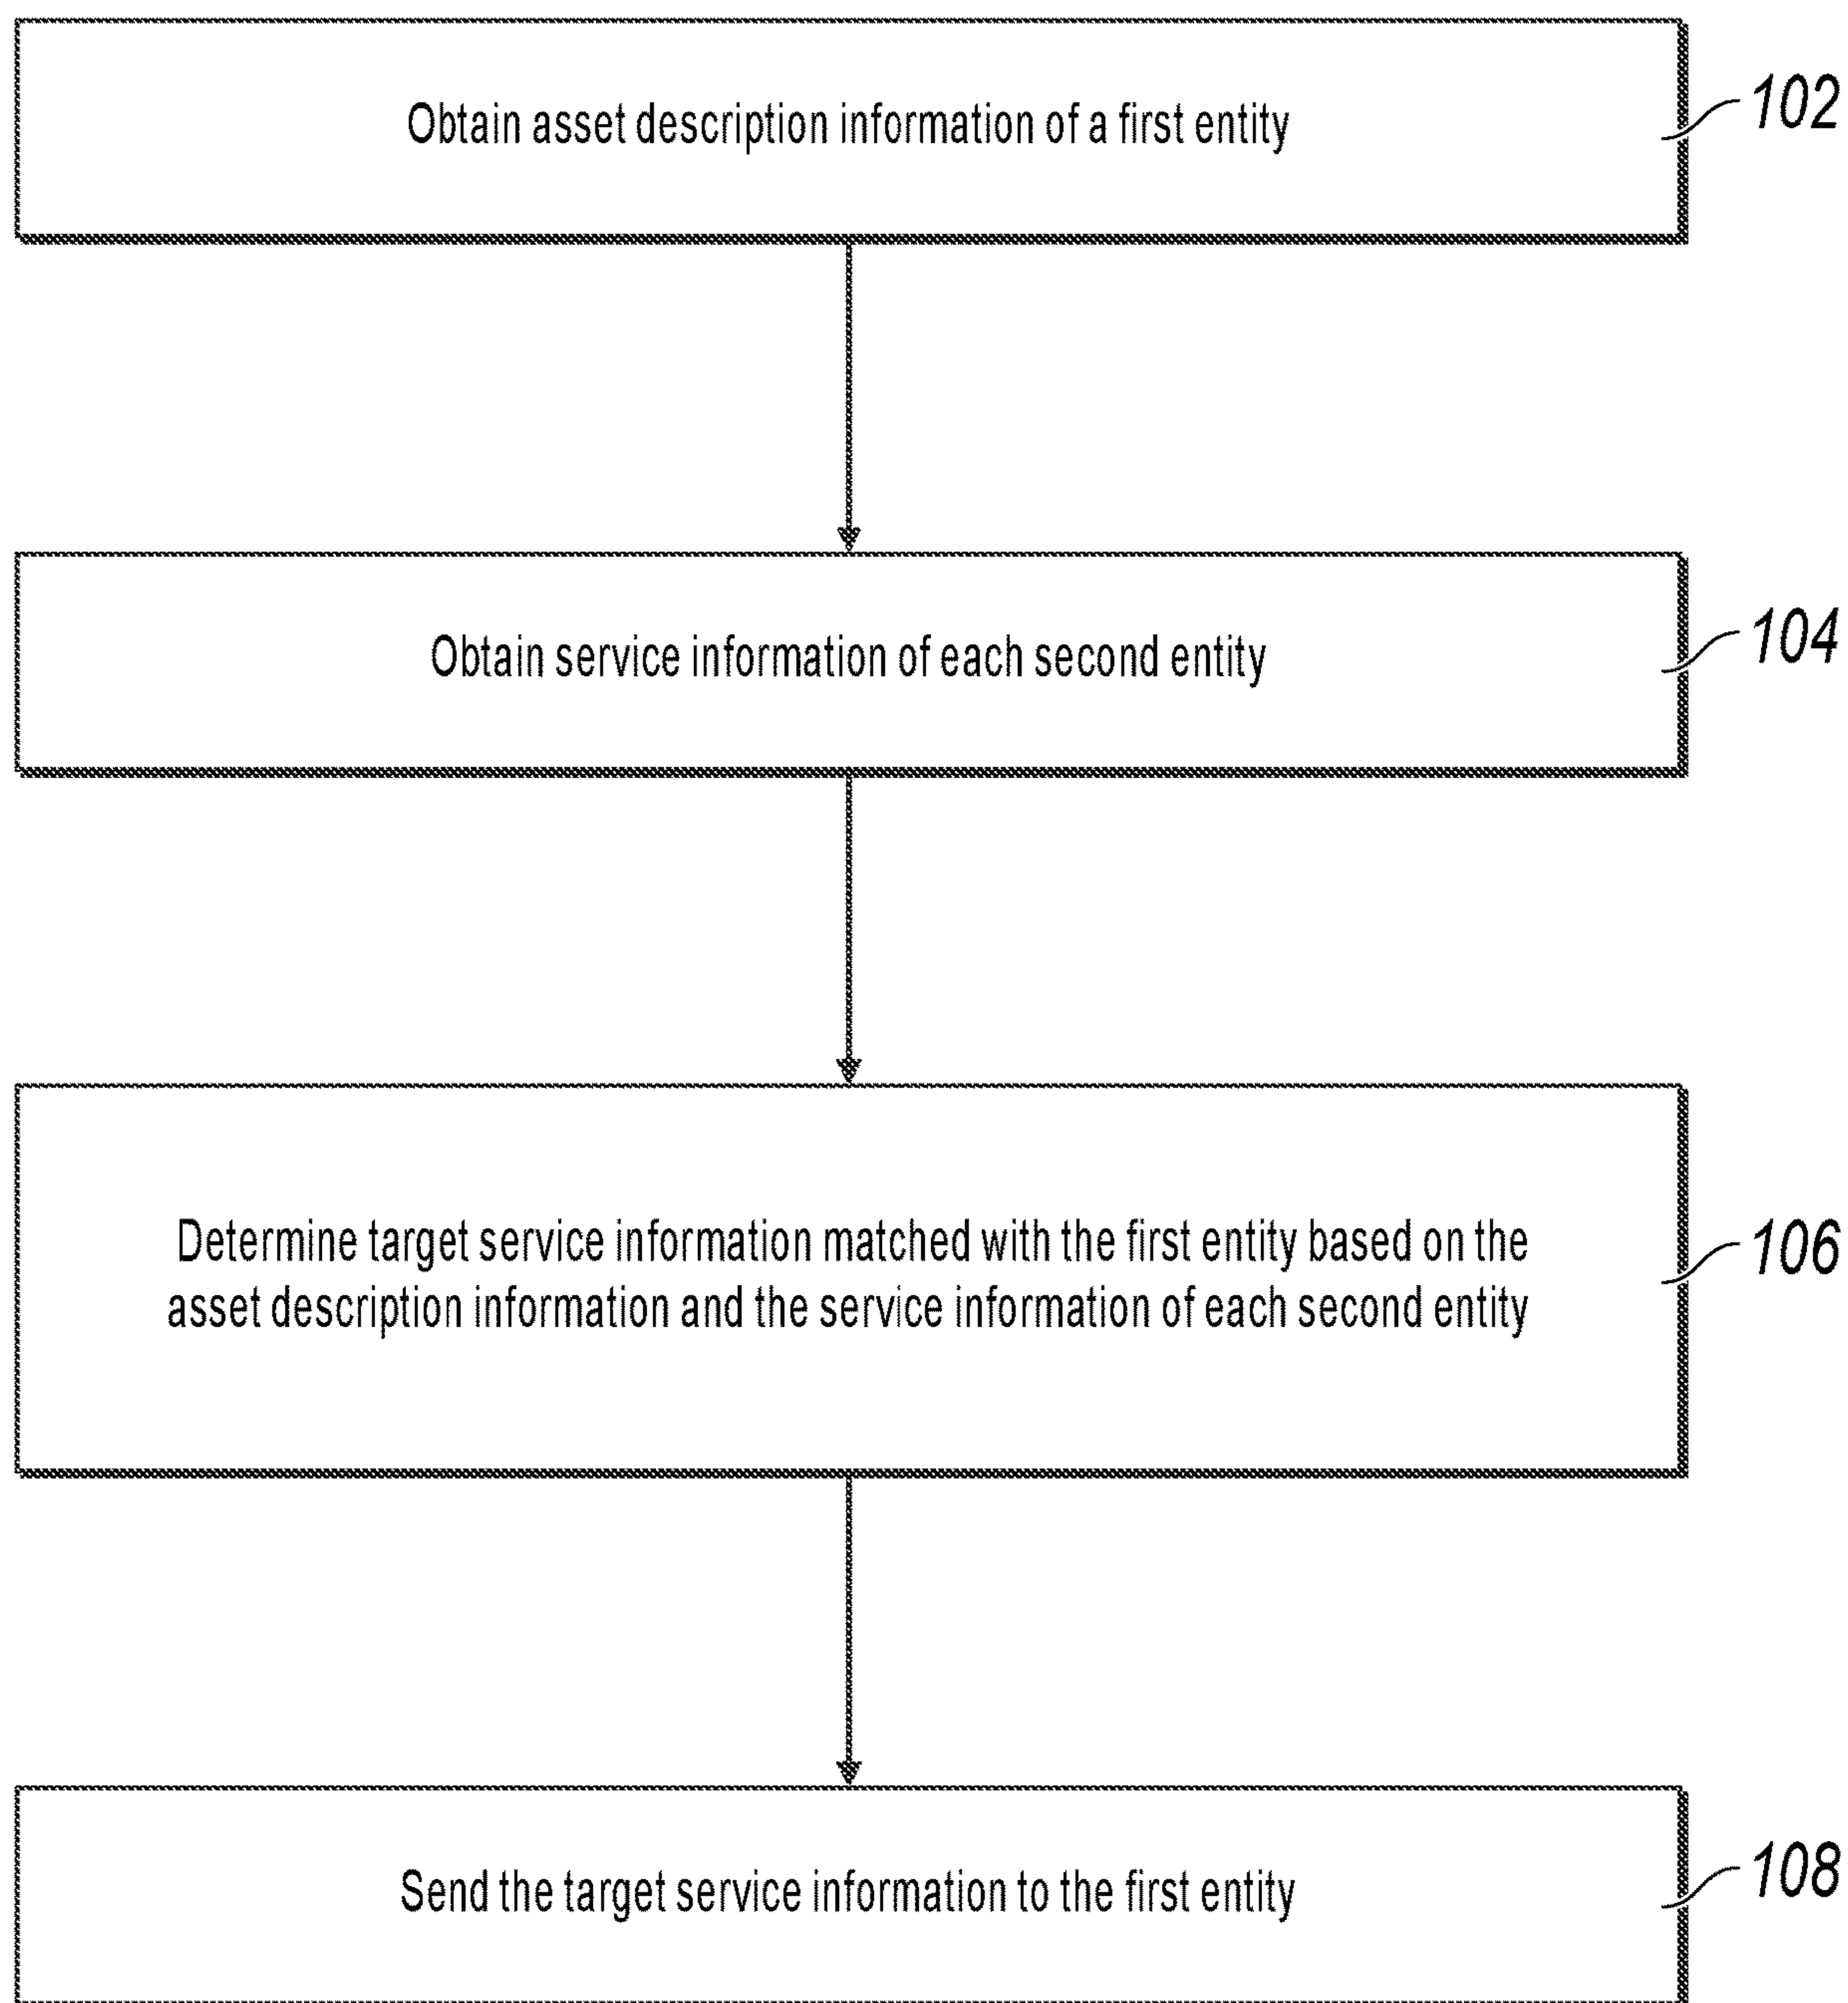 Obtain asset description information of a first entity
102
Obtain service information of each second entity
104
Determine target service information matched with the first entity based on the
asset description information and the service information of each second entity
106
Send the target service information to the first entity
108